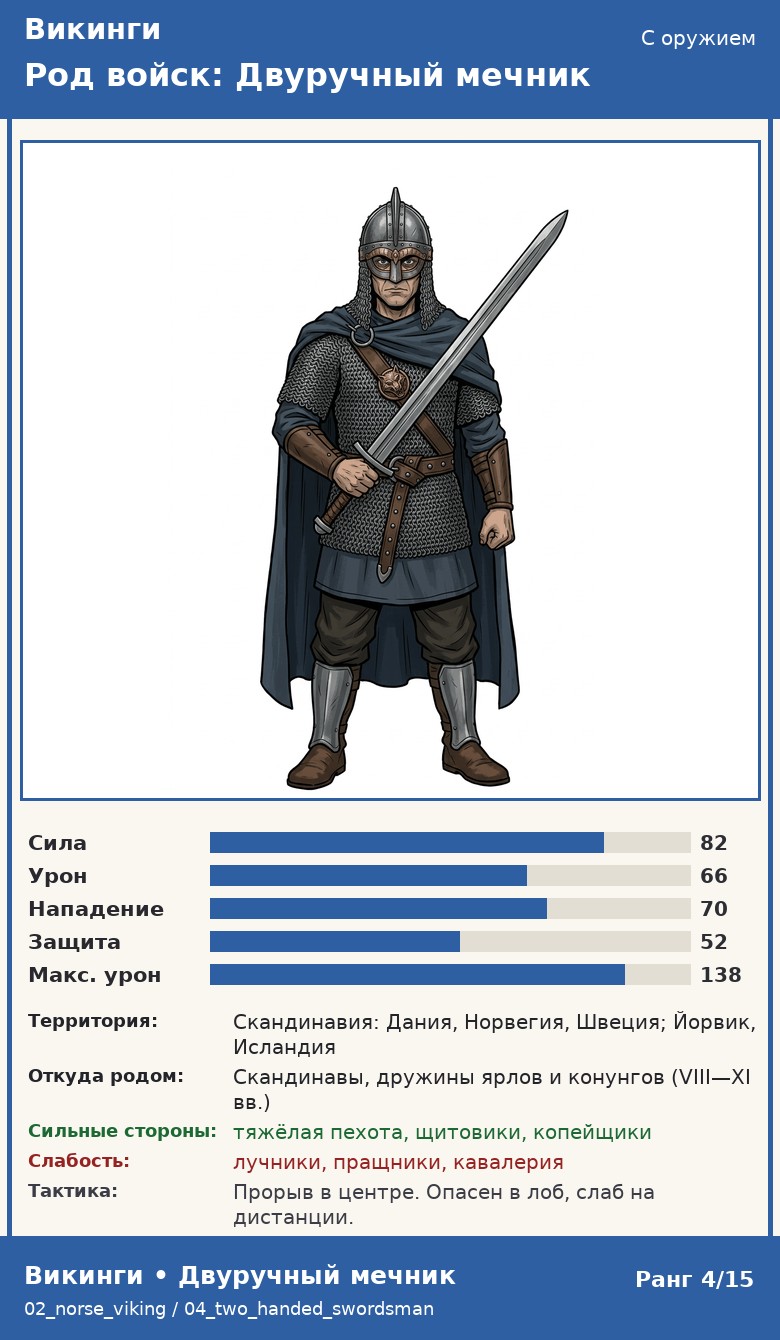 Викинги
С оружием
Род войск: Двуручный мечник
Сила 82
Урон 66
Нападение 70
Защита 52
Макс. урон 138
Территория: Скандинавия: Дания, Норвегия, Швеция; Йорвик,
Исландия
Откуда родом: Скандинавы, дружины ярлов и конунгов (VIII—XI
вв.)
Сильные стороны: тяжёлая пехота, щитовики, копейщики
Слабость: лучники, пращники, кавалерия
Тактика: Прорыв в центре. Опасен в лоб, слаб на
дистанции.
Викинги • Двуручный мечник
Ранг 4/15
02_norse_viking / 04_two_handed_swordsman